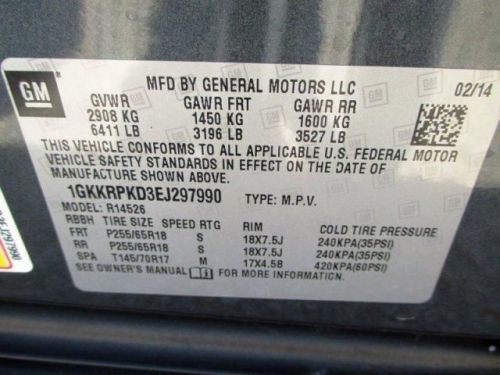 GM
MFD BY GENERAL MOTORS LLC
02/14
GVWR GAWR FRT GAWR RR
2908 KG 1450 KG 1600 KG
6411 LB 3196 LB 3527 LB
THIS VEHICLE CONFORMS TO ALL APPLICABLE U.S. FEDERAL MOTOR
VEHICLE SAFETY STANDARDS IN EFFECT ON THE DATE OF
MANUFACTURE SHOWN ABOVE.
1GKKRPKD3EJ297990 TYPE: M.P.V.
MODEL: R14526
RBBH TIRE SIZE SPEED RTG RIM COLD TIRE PRESSURE
FRT P255/65R18 S 18X7.5J 240KPA(35PSI)
RR P255/65R18 S 18X7.5J 240KPA(35PSI)
SPA T145/70R17 M 17X4.5B 420KPA(60PSI)
SEE OWNER'S MANUAL FOR MORE INFORMATION